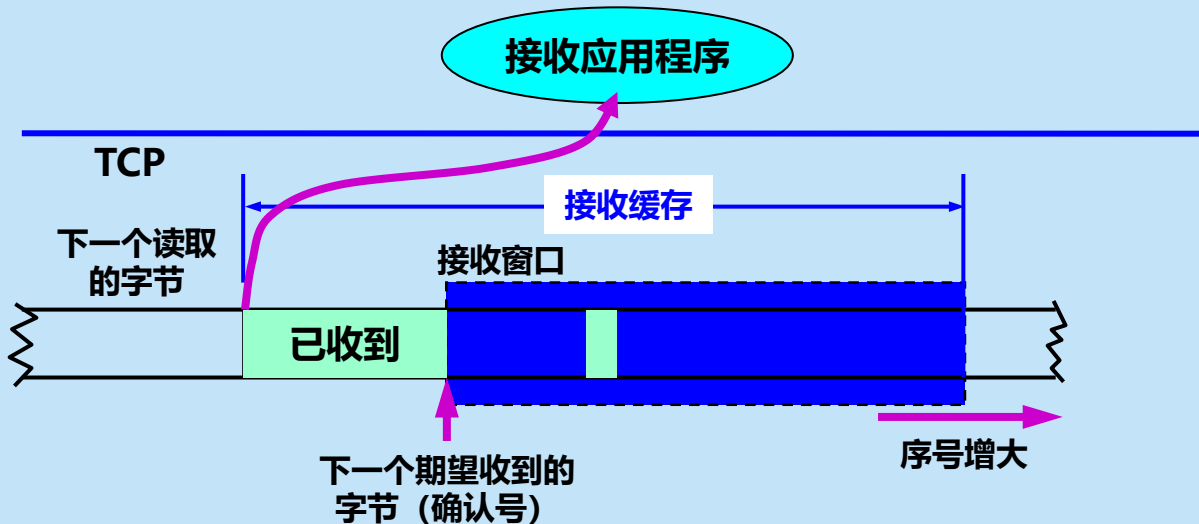 接收应用程序
TCP
接收缓存
下一个读取
的字节
接收窗口
已收到
下一个期望收到的
字节（确认号）
序号增大